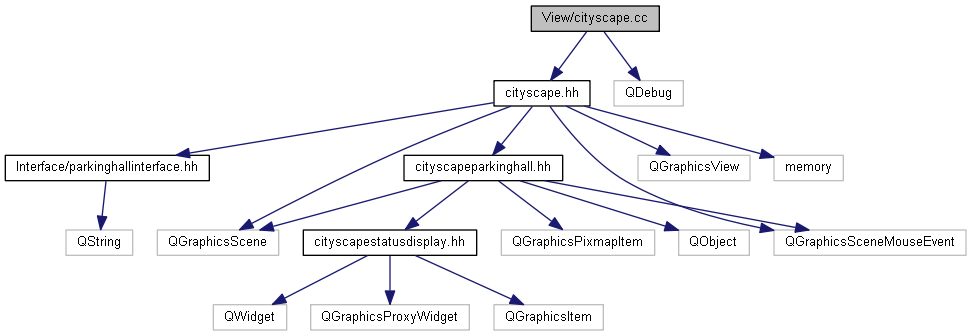 View/cityscape.cc
cityscape.hh
QDebug
Interface/parkinghallinterface.hh
cityscapeparkinghall.hh
QGraphicsView
memory
QString
QGraphicsScene
cityscapestatusdisplay.hh
QGraphicsPixmapItem
QObject
QGraphicsSceneMouseEvent
QWidget
QGraphicsProxyWidget
QGraphicsItem